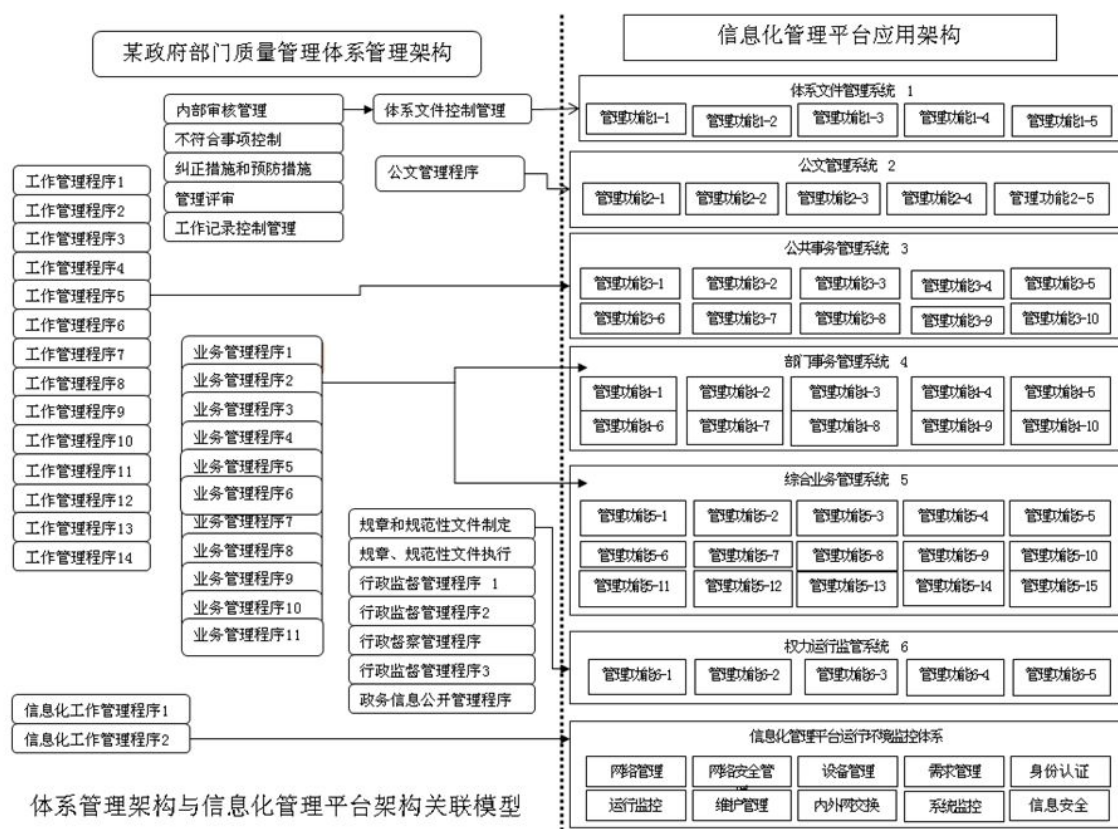 某政府部门质量管理体系管理架构
内部审核管理
不符合事项控制
纠正措施和预防措施
管理评审
工作记录控制管理
体系文件控制管理
公文管理程序
工作管理程序1
工作管理程序2
工作管理程序3
工作管理程序4
工作管理程序5
工作管理程序6
工作管理程序7
工作管理程序8
工作管理程序9
工作管理程序10
工作管理程序11
工作管理程序12
工作管理程序13
工作管理程序14
业务管理程序1
业务管理程序2
业务管理程序3
业务管理程序4
业务管理程序5
业务管理程序6
业务管理程序7
业务管理程序8
业务管理程序9
业务管理程序10
业务管理程序11
规章和规范性文件制定
规章、规范性文件执行
行政监督管理程序 1
行政监督管理程序2
行政督察管理程序
行政监督管理程序3
政务信息公开管理程序
信息化工作管理程序1
信息化工作管理程序2
体系管理架构与信息化管理平台架构关联模型
信息化管理平台应用架构
体系文件管理系统 1
管理功能1-1 管理功能1-2 管理功能1-3 管理功能1-4 管理功能1-5
公文管理系统 2
管理功能2-1 管理功能2-2 管理功能2-3 管理功能2-4 管理功能2-5
公共事务管理系统 3
管理功能3-1 管理功能3-2 管理功能3-3 管理功能3-4 管理功能3-5
管理功能3-6 管理功能3-7 管理功能3-8 管理功能3-9 管理功能3-10
部门事务管理系统 4
管理功能4-1 管理功能4-2 管理功能4-3 管理功能4-4 管理功能4-5
管理功能4-6 管理功能4-7 管理功能4-8 管理功能4-9 管理功能4-10
综合业务管理系统 5
管理功能5-1 管理功能5-2 管理功能5-3 管理功能5-4 管理功能5-5
管理功能5-6 管理功能5-7 管理功能5-8 管理功能5-9 管理功能5-10
管理功能5-11 管理功能5-12 管理功能5-13 管理功能5-14 管理功能5-15
权力运行监管系统 6
管理功能6-1 管理功能6-2 管理功能6-3 管理功能6-4 管理功能6-5
信息化管理平台运行环境监控体系
网络管理 网络安全管 设备管理 需求管理 身份认证
运行监控 维护管理 内外网交换 系统监控 信息安全